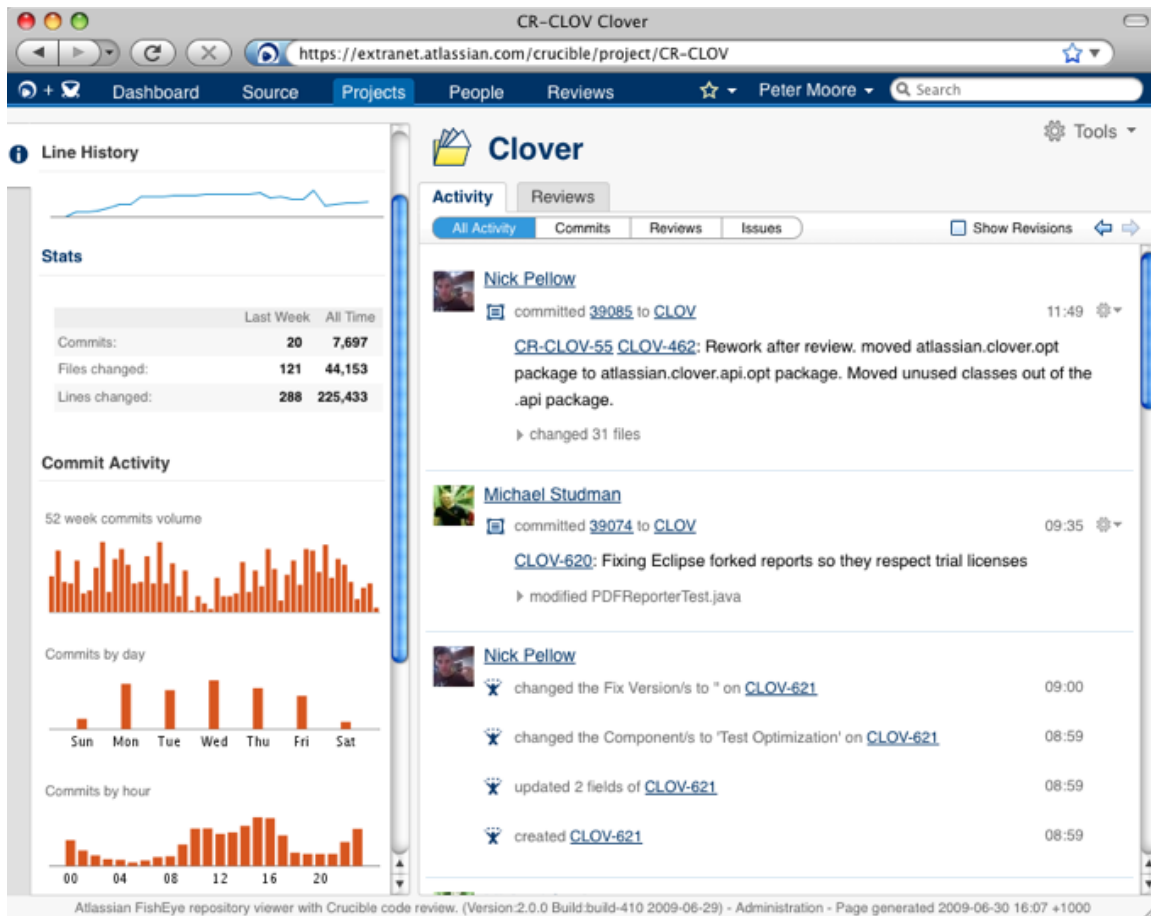 CR-CLOV Clover
https://extranet.atlassian.com/crucible/project/CR-CLOV
+ Dashboard Source Projects People Reviews Peter Moore Search
Line History
Stats
Last Week All Time
Commits: 20 7,697
Files changed: 121 44,153
Lines changed: 288 225,433
Commit Activity
52 week commits volume
Commits by day
Sun Mon Tue Wed Thu Fri Sat
Commits by hour
00 04 08 12 16 20
Tools
Clover
Activity Reviews
All Activity Commits Reviews Issues Show Revisions
Nick Pellow
committed 39085 to CLOV 11:49
CR-CLOV-55 CLOV-462: Rework after review. moved atlassian.clover.opt
package to atlassian.clover.api.opt package. Moved unused classes out of the
.api package.
changed 31 files
Michael Studman
committed 39074 to CLOV 09:35
CLOV-620: Fixing Eclipse forked reports so they respect trial licenses
modified PDFReporterTest.java
Nick Pellow
changed the Fix Version/s to '' on CLOV-621 09:00
changed the Component/s to 'Test Optimization' on CLOV-621 08:59
updated 2 fields of CLOV-621 08:59
created CLOV-621 08:59
Atlassian FishEye repository viewer with Crucible code review. (Version:2.0.0 Build:build-410 2009-06-29) - Administration - Page generated 2009-06-30 16:07 +1000